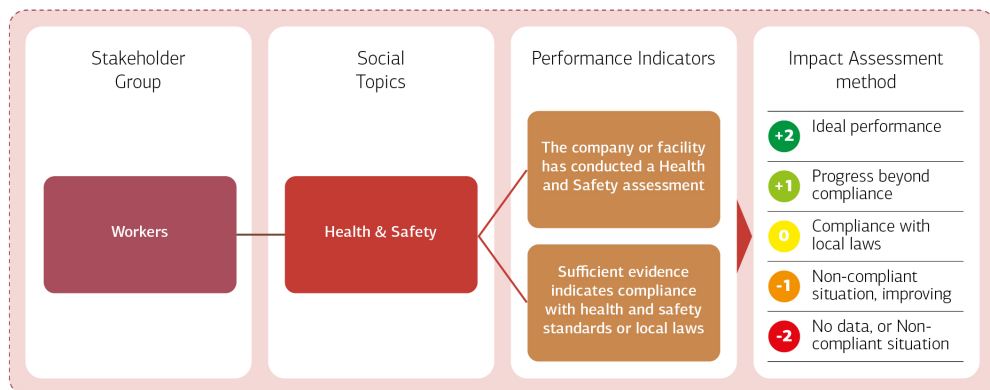 Stakeholder
Group
Workers
Social
Topics
Health & Safety
Performance Indicators
The company or facility
has conducted a Health
and Safety assessment
Sufficient evidence
indicates compliance
with health and safety
standards or local laws
Impact Assessment
method
+2 Ideal performance
+1 Progress beyond
compliance
0 Compliance with
local laws
-1 Non-compliant
situation, improving
-2 No data, or Non-
compliant situation